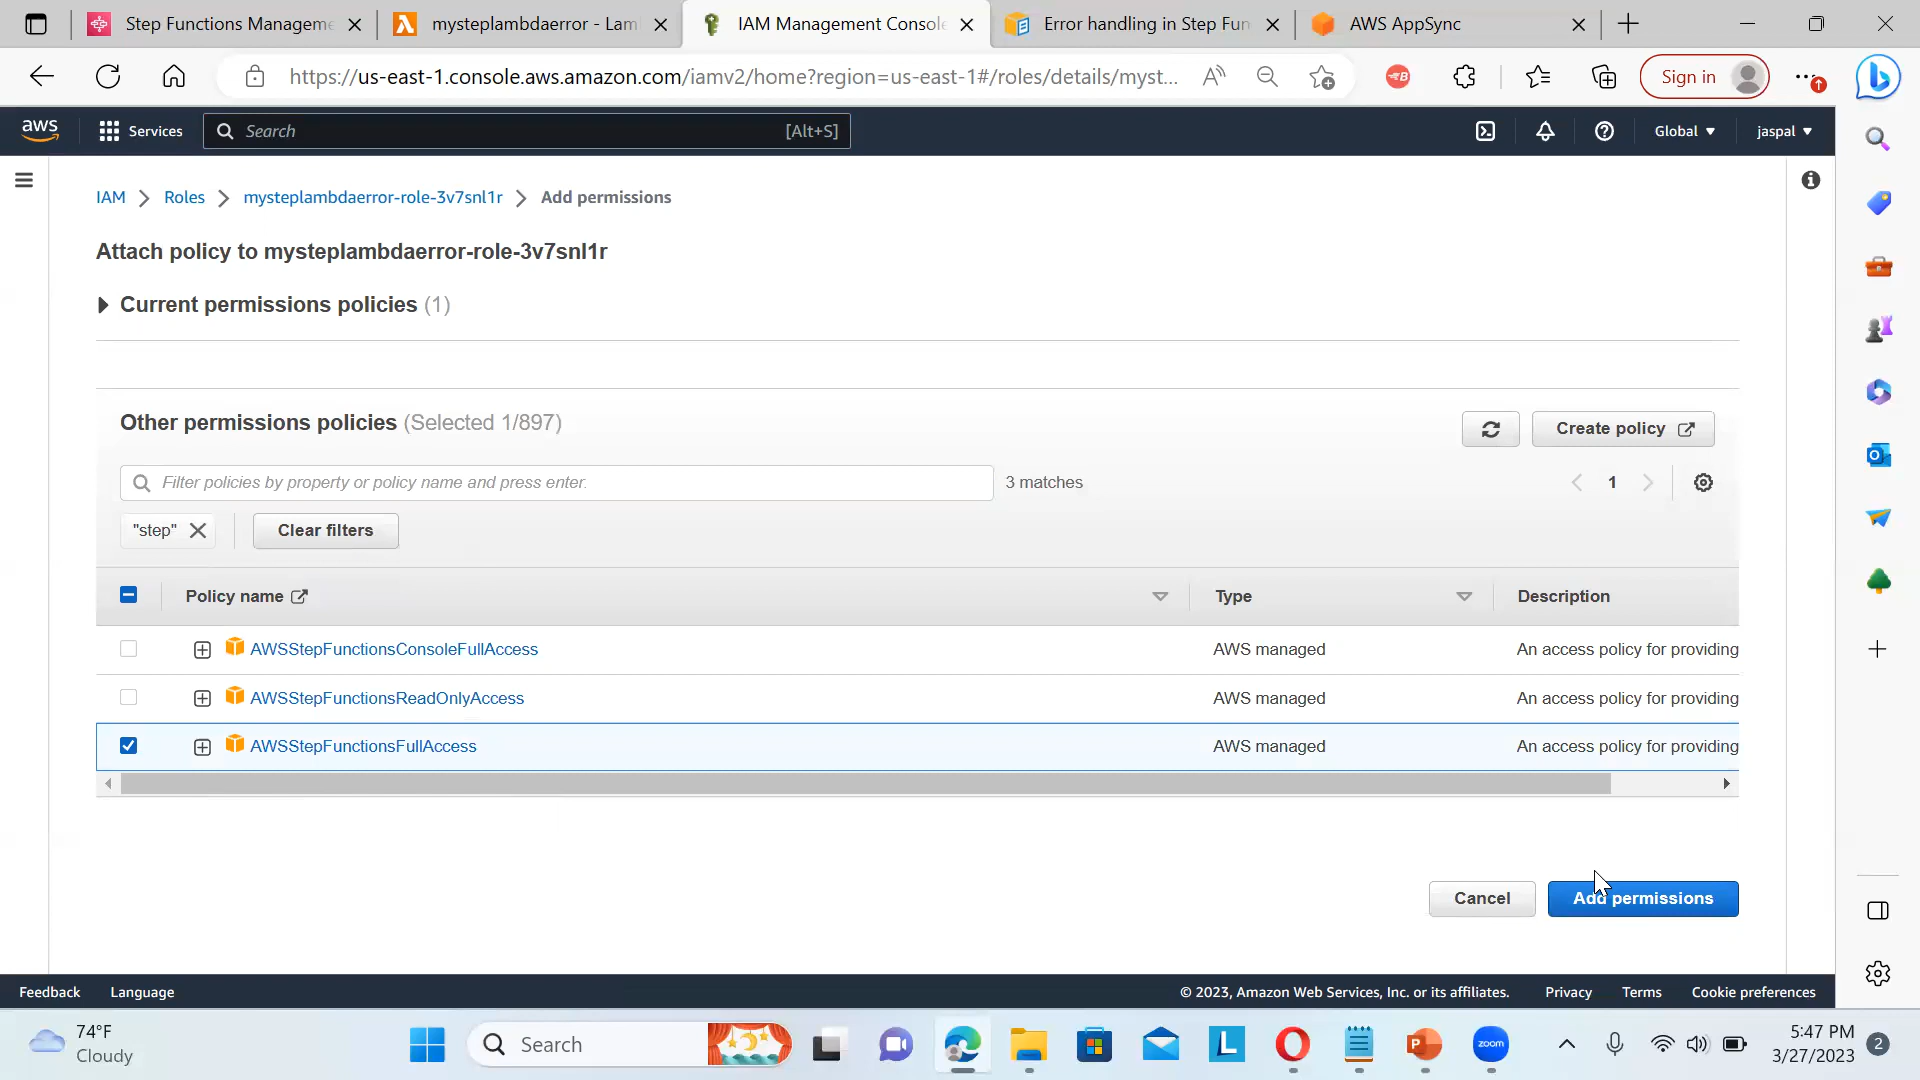 Step Functions Manageme
mysteplambdaerror - Lam
IAM Management Console
Error handling in Step Fun
AWS AppSync
https://us-east-1.console.aws.amazon.com/iamv2/home?region=us-east-1#/roles/details/myst...
Sign in
aws
Services
Search
[Alt+S]
Global
jaspal
IAM
Roles
mysteplambdaerror-role-3v7snl1r
Add permissions
Attach policy to mysteplambdaerror-role-3v7snl1r
Current permissions policies (1)
Other permissions policies (Selected 1/897)
Create policy
Filter policies by property or policy name and press enter.
3 matches
1
"step"
Clear filters
Policy name
Type
Description
AWSStepFunctionsConsoleFullAccess
AWS managed
An access policy for providing
AWSStepFunctionsReadOnlyAccess
AWS managed
An access policy for providing
AWSStepFunctionsFullAccess
AWS managed
An access policy for providing
Cancel
Add permissions
Feedback
Language
© 2023, Amazon Web Services, Inc. or its affiliates.
Privacy
Terms
Cookie preferences
74°F
Cloudy
Search
zoom
5:47 PM
3/27/2023
2